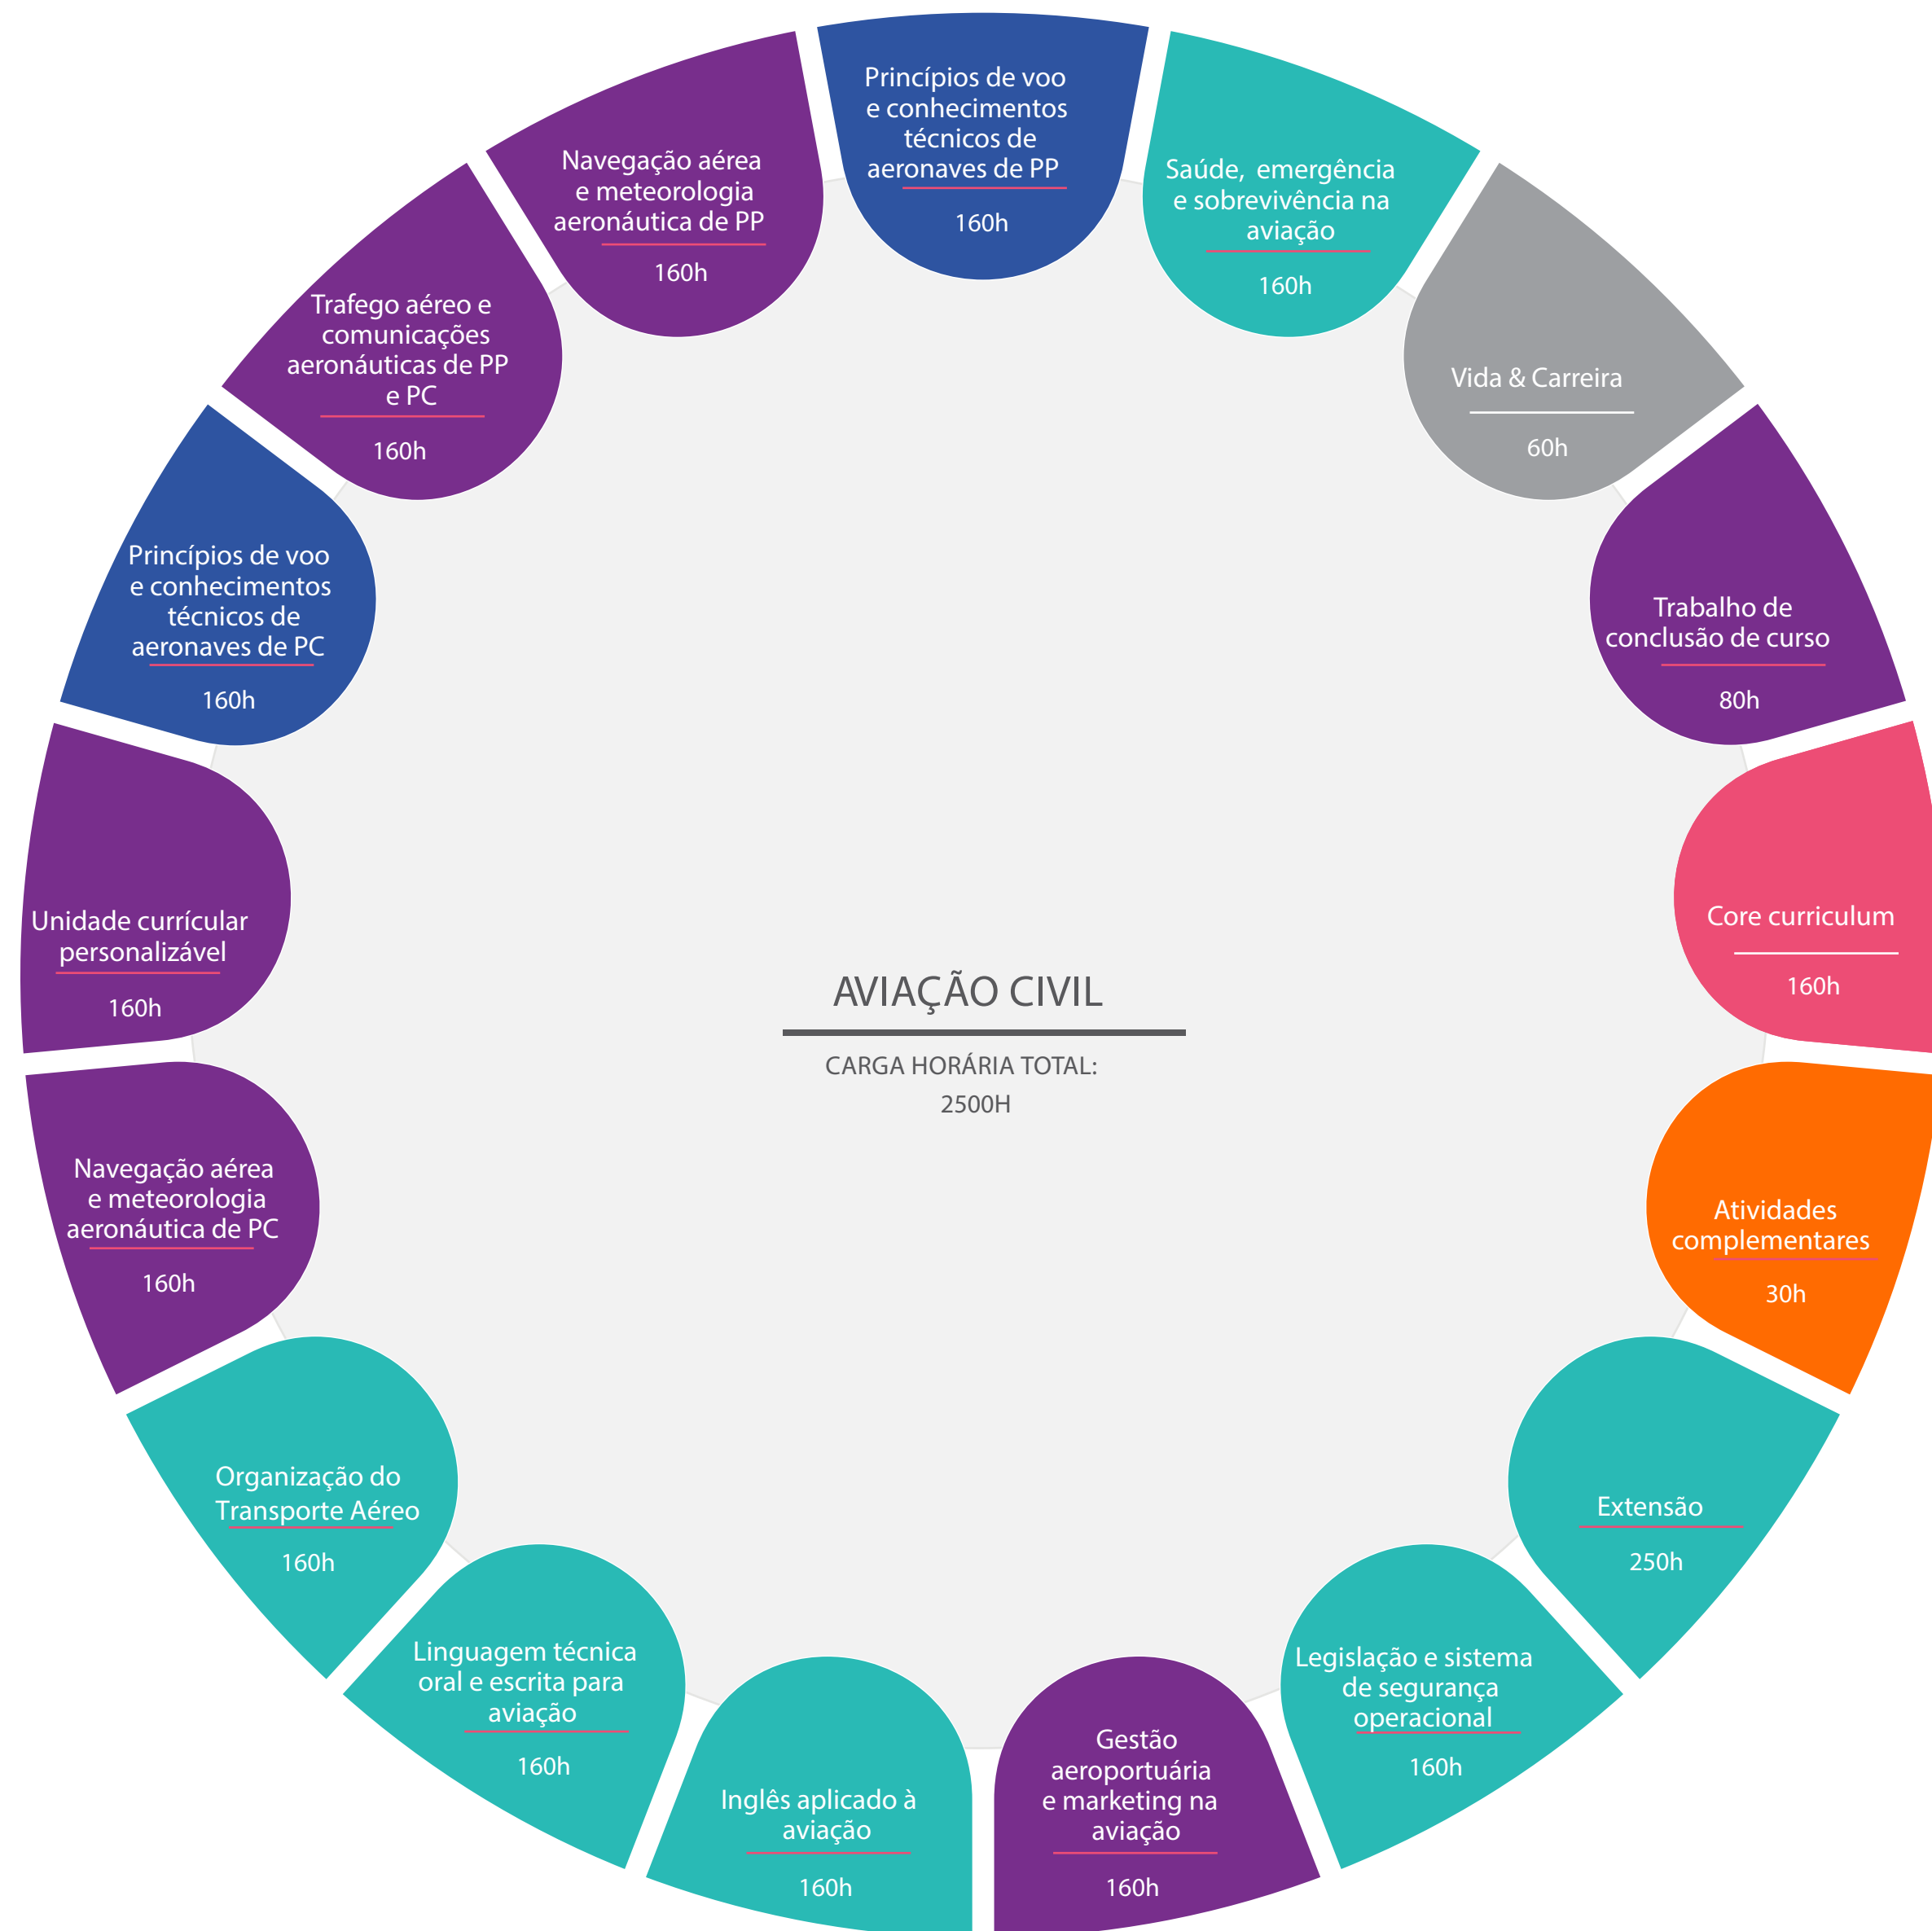 Princípios de voo
e conhecimentos
técnicos de
aeronaves de PP
160h
Saúde, emergência
e sobrevivência na
aviação
160h
Vida & Carreira
60h
Trabalho de
conclusão de curso
80h
Core curriculum
160h
Atividades
complementares
30h
Extensão
250h
Legislação e sistema
de segurança
operacional
160h
Gestão
aeroportuária
e marketing na
aviação
160h
Inglês aplicado à
aviação
160h
Linguagem técnica
oral e escrita para
aviação
160h
Organização do
Transporte Aéreo
160h
Navegação aérea
e meteorologia
aeronáutica de PC
160h
Unidade currícular
personalizável
160h
Princípios de voo
e conhecimentos
técnicos de
aeronaves de PC
160h
Trafego aéreo e
comunicações
aeronáuticas de PP
e PC
160h
Navegação aérea
e meteorologia
aeronáutica de PP
160h
AVIAÇÃO CIVIL
CARGA HORÁRIA TOTAL:
2500H